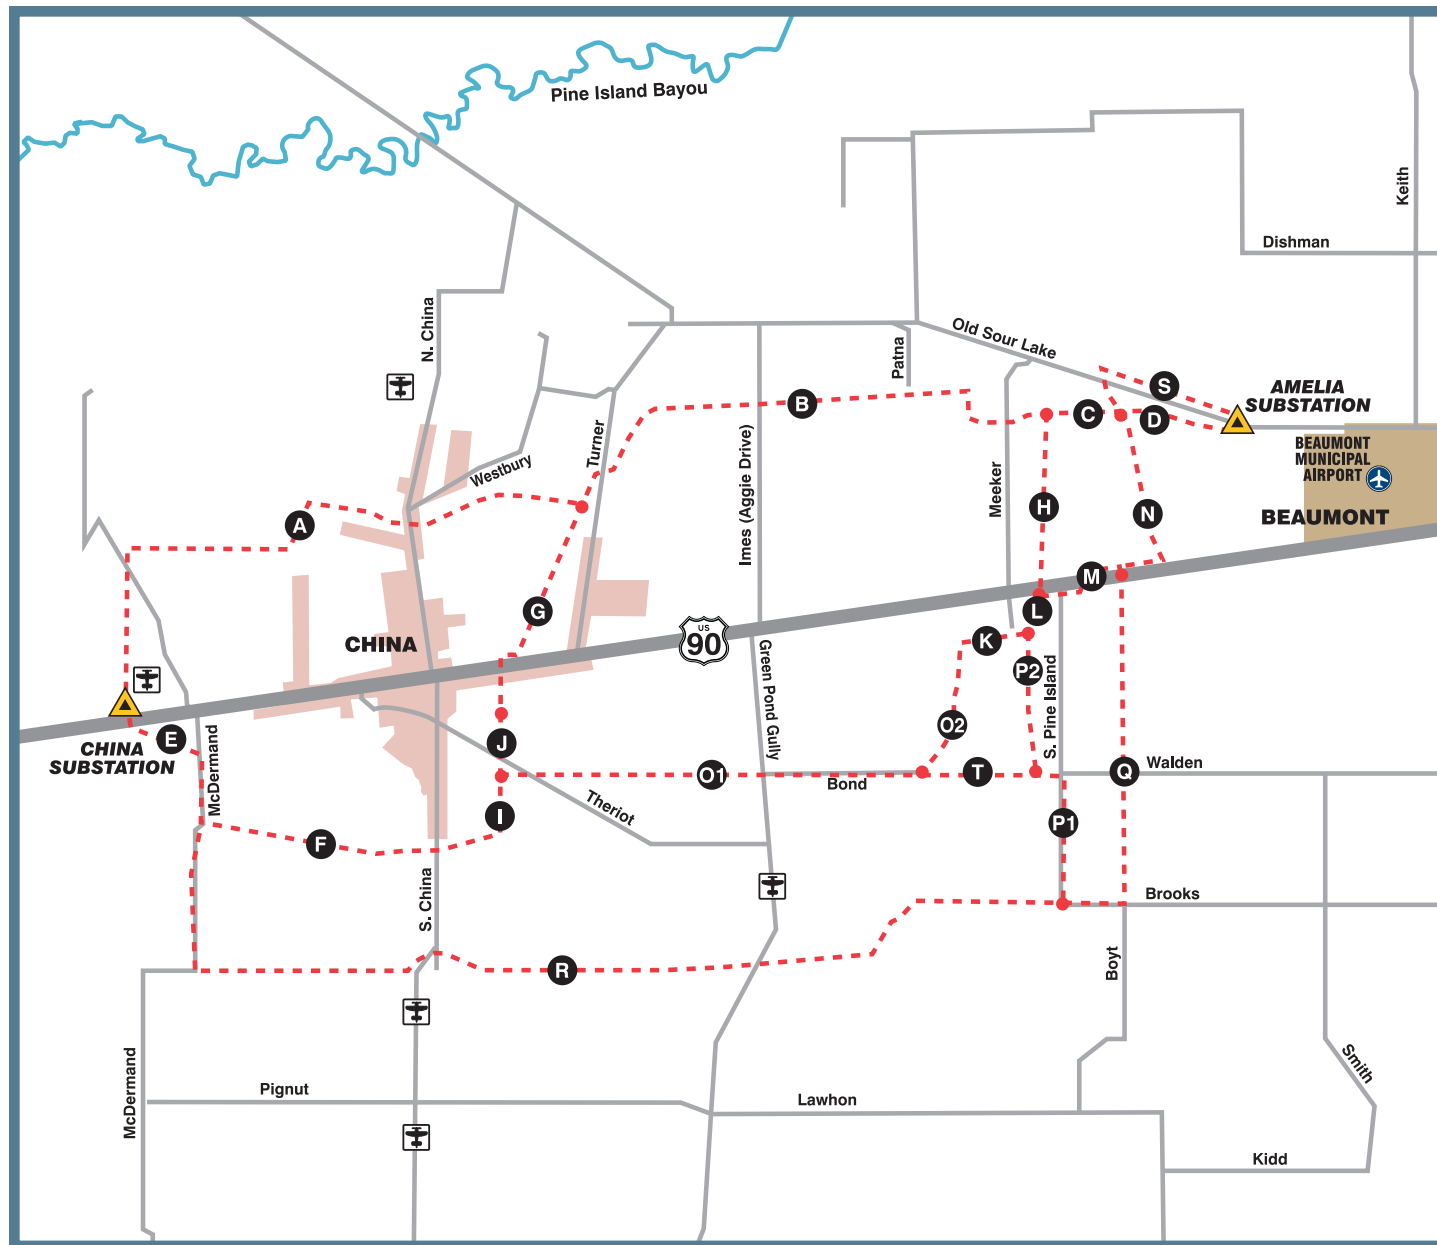 Pine Island Bayou
Keith
Dishman
N. China
Old Sour Lake
Patna
S
AMELIA
SUBSTATION
B
C
D
Turner
Westbury
Imes (Aggie Drive)
Meeker
BEAUMONT
MUNICIPAL
AIRPORT
BEAUMONT
A
H
N
M
G
L
CHINA
US
90
K
P2
Green Pond Gully
S. Pine Island
E
CHINA
SUBSTATION
McDermand
J
O2
O1
Bond
T
Q
Walden
Theriot
I
P1
F
S. China
Brooks
R
Boyt
McDermand
Smith
Pignut
Lawhon
Kidd